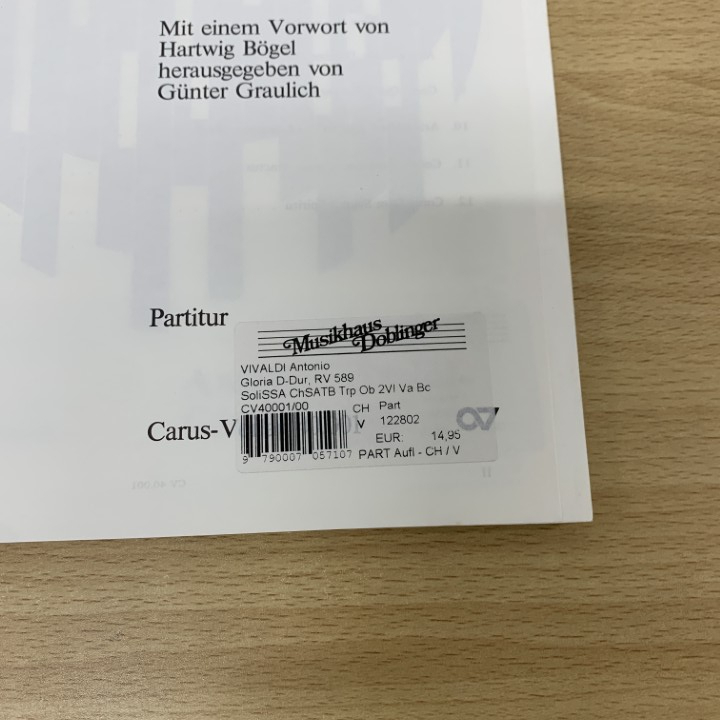 Mit einem Vorwort von
Hartwig Bögel
herausgegeben von
Günter Graulich
Partitur
Musikhaus
Doblinger
VIVALDI Antonio
Gloria D-Dur, RV 589
SoliSSA ChSATB Trp Ob 2Vl Va Bc
CV40001/00 CH Part
V 122802
EUR: 14,95
9 790007 057107 PART Aufl - CH / V
Carus-V